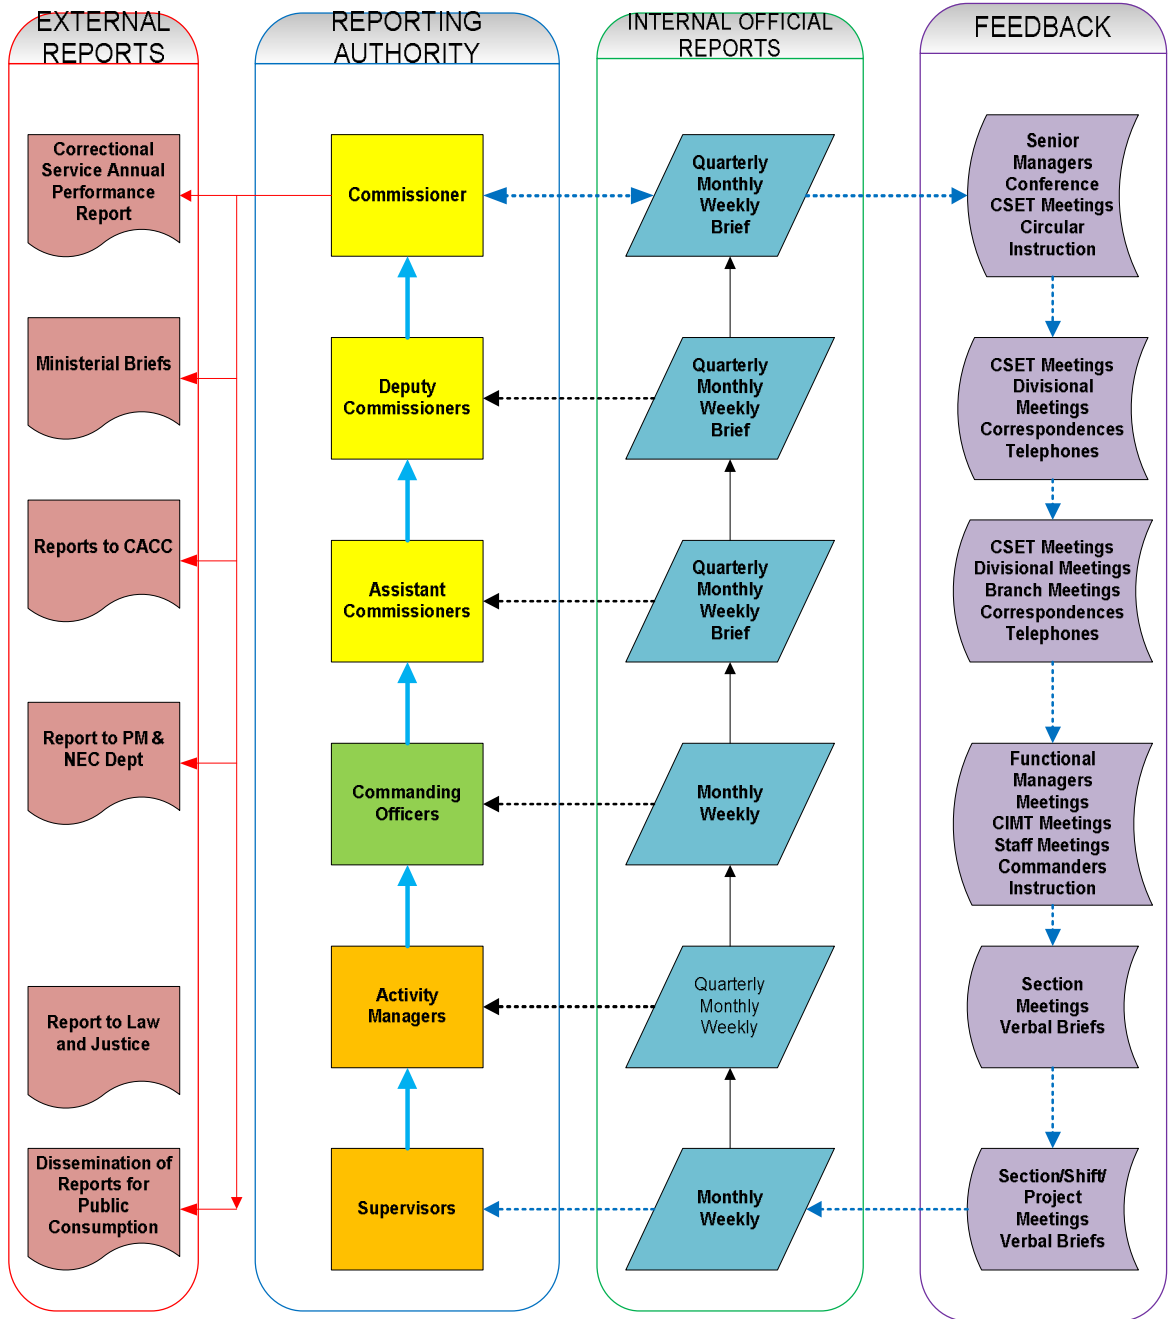 EXTERNAL
REPORTS
REPORTING
AUTHORITY
INTERNAL OFFICIAL
REPORTS
FEEDBACK
Correctional
Service Annual
Performance
Report
Commissioner
Quarterly
Monthly
Weekly
Brief
Senior
Managers
Conference
CSET Meetings
Circular
Instruction
Ministerial Briefs
Deputy
Commissioners
Quarterly
Monthly
Weekly
Brief
CSET Meetings
Divisional
Meetings
Correspondences
Telephones
Reports to CACC
Assistant
Commissioners
Quarterly
Monthly
Weekly
Brief
CSET Meetings
Divisional Meetings
Branch Meetings
Correspondences
Telephones
Report to PM &
NEC Dept
Commanding
Officers
Monthly
Weekly
Functional
Managers
Meetings
CIMT Meetings
Staff Meetings
Commanders
Instruction
Report to Law
and Justice
Activity
Managers
Quarterly
Monthly
Weekly
Section
Meetings
Verbal Briefs
Dissemination of
Reports for
Public
Consumption
Supervisors
Monthly
Weekly
Section/Shift/
Project
Meetings
Verbal Briefs